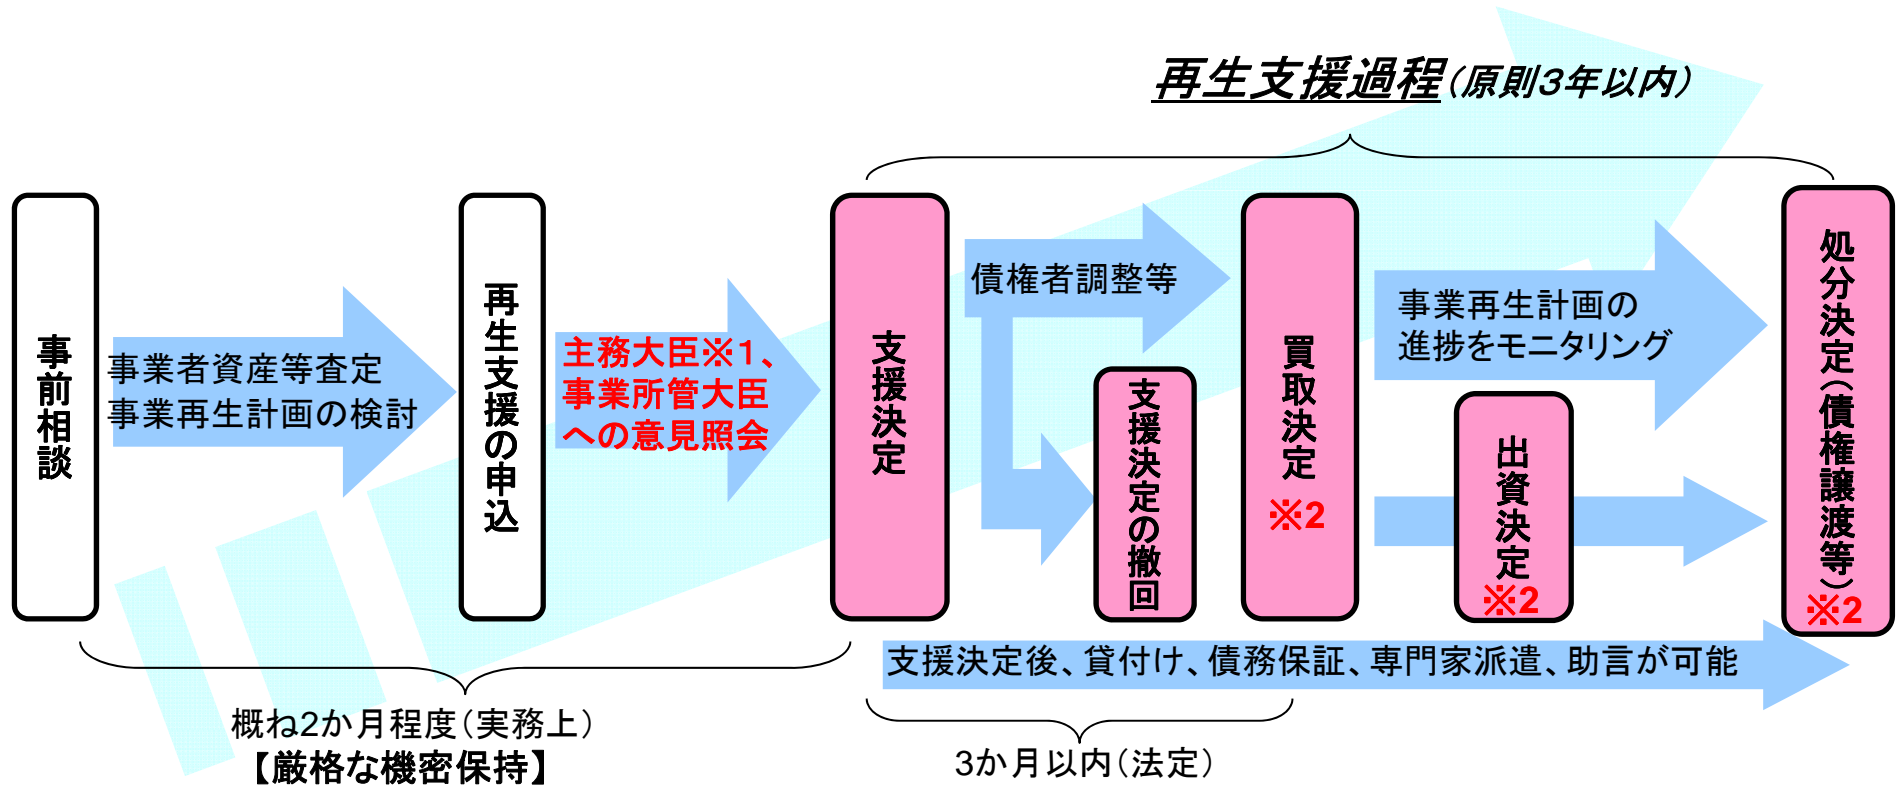 再生支援過程（原則３年以内）
事前相談
事業者資産等査定
事業再生計画の検討
再生支援の申込
主務大臣※１、
事業所管大臣
への意見照会
支援決定
債権者調整等
支援決定の撤回
買取決定
※2
事業再生計画の
進捗をモニタリング
出資決定
※2
処分決定（債権譲渡等）
※2
支援決定後、貸付け、債務保証、専門家派遣、助言が可能
概ね2か月程度（実務上）
【厳格な機密保持】
3か月以内（法定）